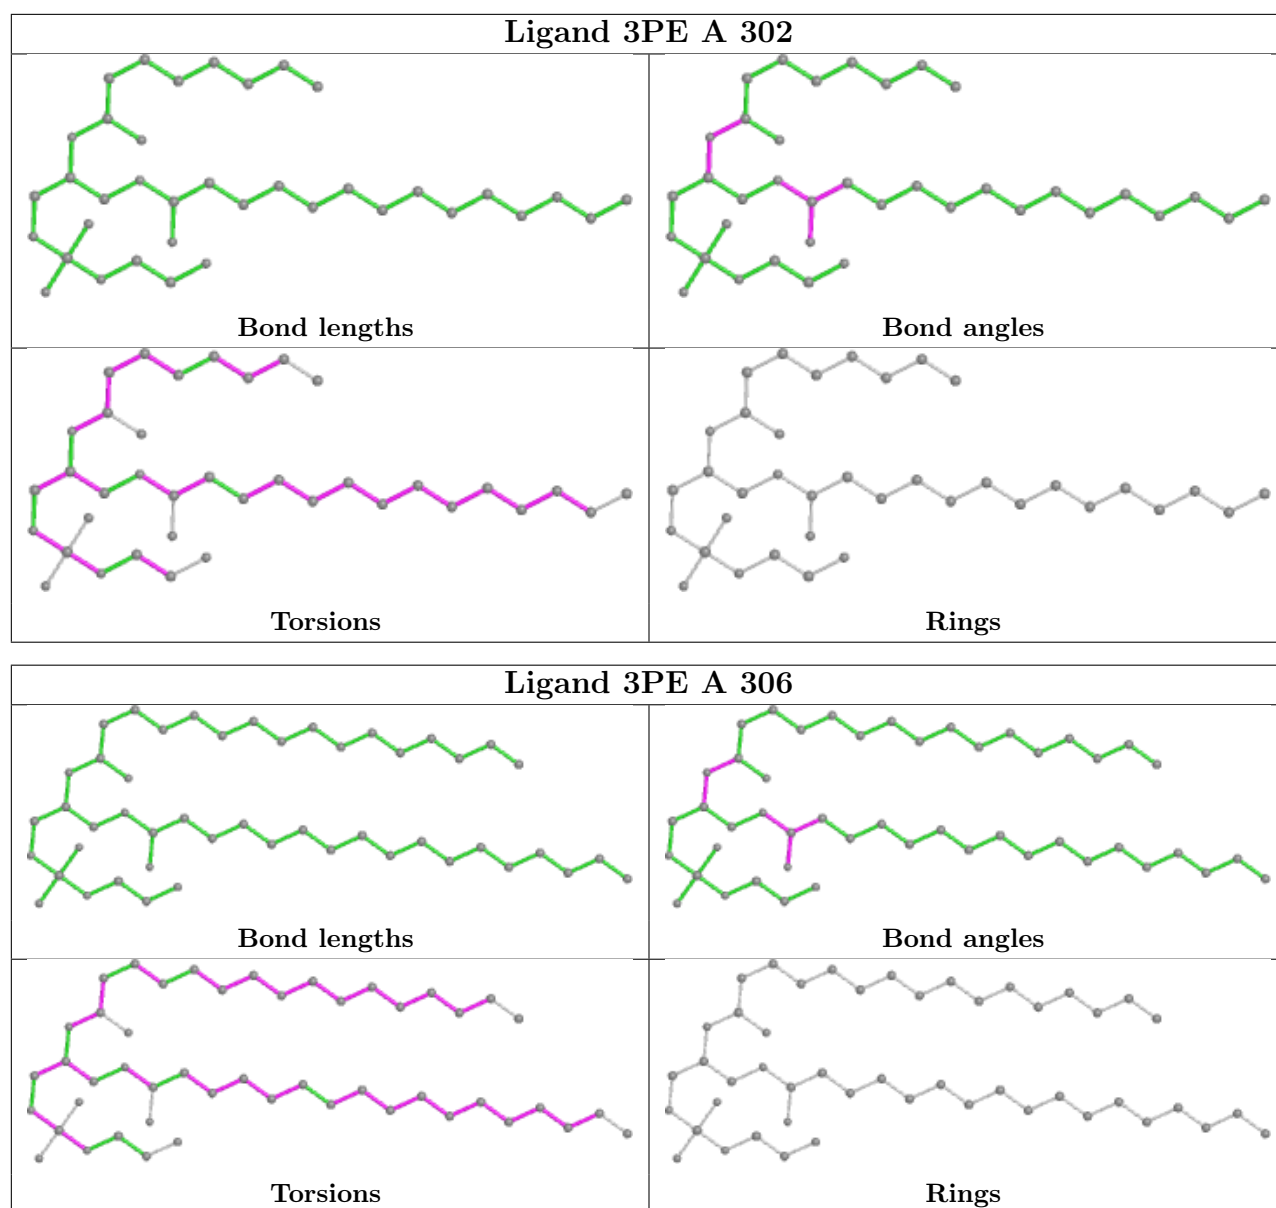 Ligand 3PE A 302
Bond lengths
Bond angles
Torsions
Rings
Ligand 3PE A 306
Bond lengths
Bond angles
Torsions
Rings